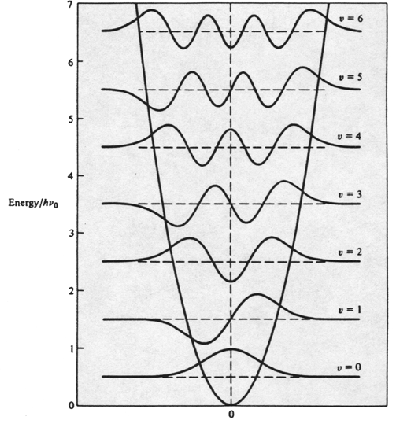 7
v = 6
6
v = 5
5
v = 4
4
Energy/hν₀
v = 3
3
v = 2
2
v = 1
1
v = 0
0
0